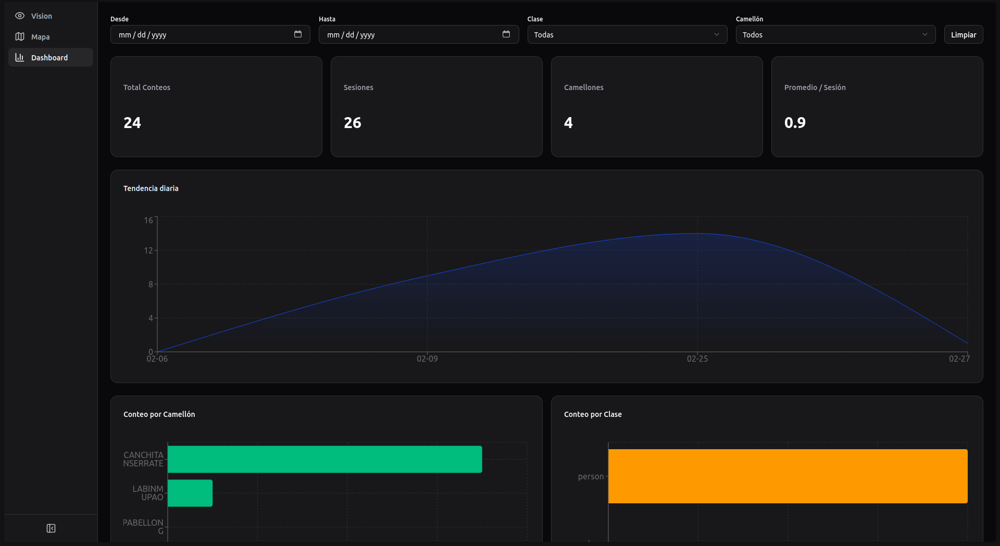 Vision
Mapa
Dashboard
Desde
Hasta
Clase
Camellón
mm / dd / yyyy
mm / dd / yyyy
Todas
Todos
Limpiar
Total Conteos
Sesiones
Camellones
Promedio / Sesión
24
26
4
0.9
Tendencia diaria
16
12
8
4
0
02-06
02-09
02-25
02-27
Conteo por Camellón
CANCHITA
NSERRATE
LABINM
UPAO
PABELLON
G
Conteo por Clase
person